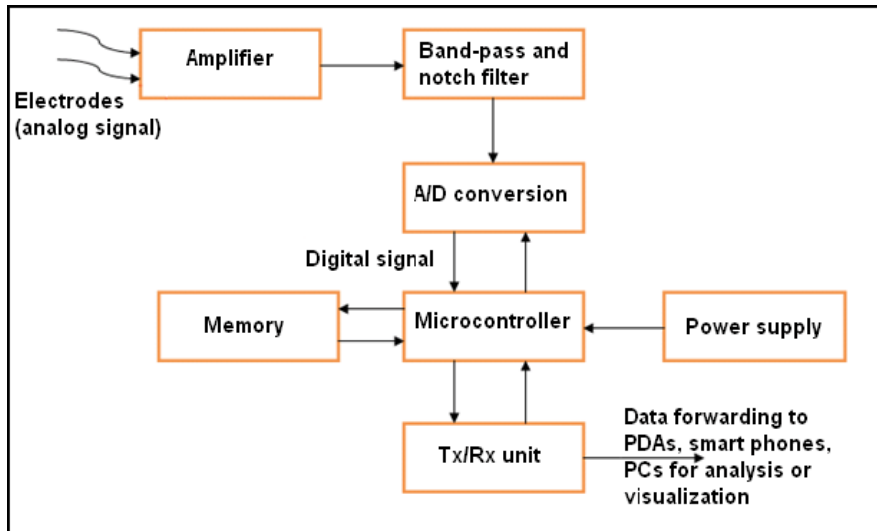 Amplifier
Band-pass and
notch filter
Electrodes
(analog signal)
A/D conversion
Digital signal
Memory
Microcontroller
Power supply
Tx/Rx unit
Data forwarding to
PDAs, smart phones,
PCs for analysis or
visualization